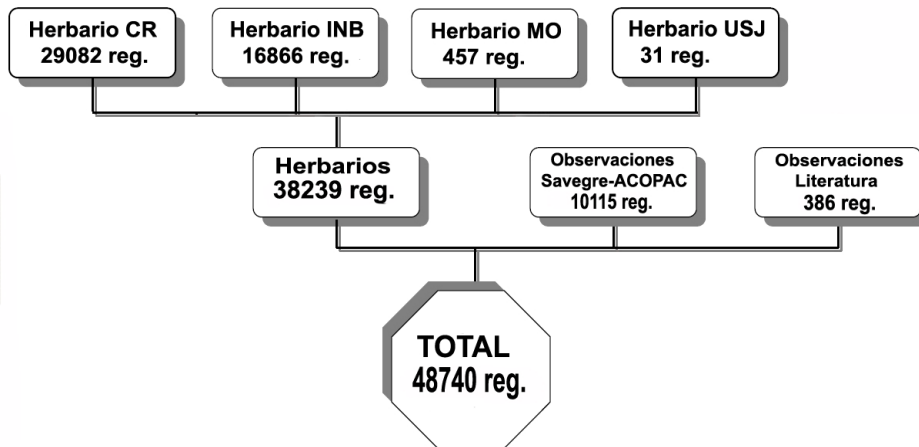 Herbario CR
29082 reg.
Herbario INB
16866 reg.
Herbario MO
457 reg.
Herbario USJ
31 reg.
Herbarios
38239 reg.
Observaciones
Savegre-ACOPAC
10115 reg.
Observaciones
Literatura
386 reg.
TOTAL
48740 reg.